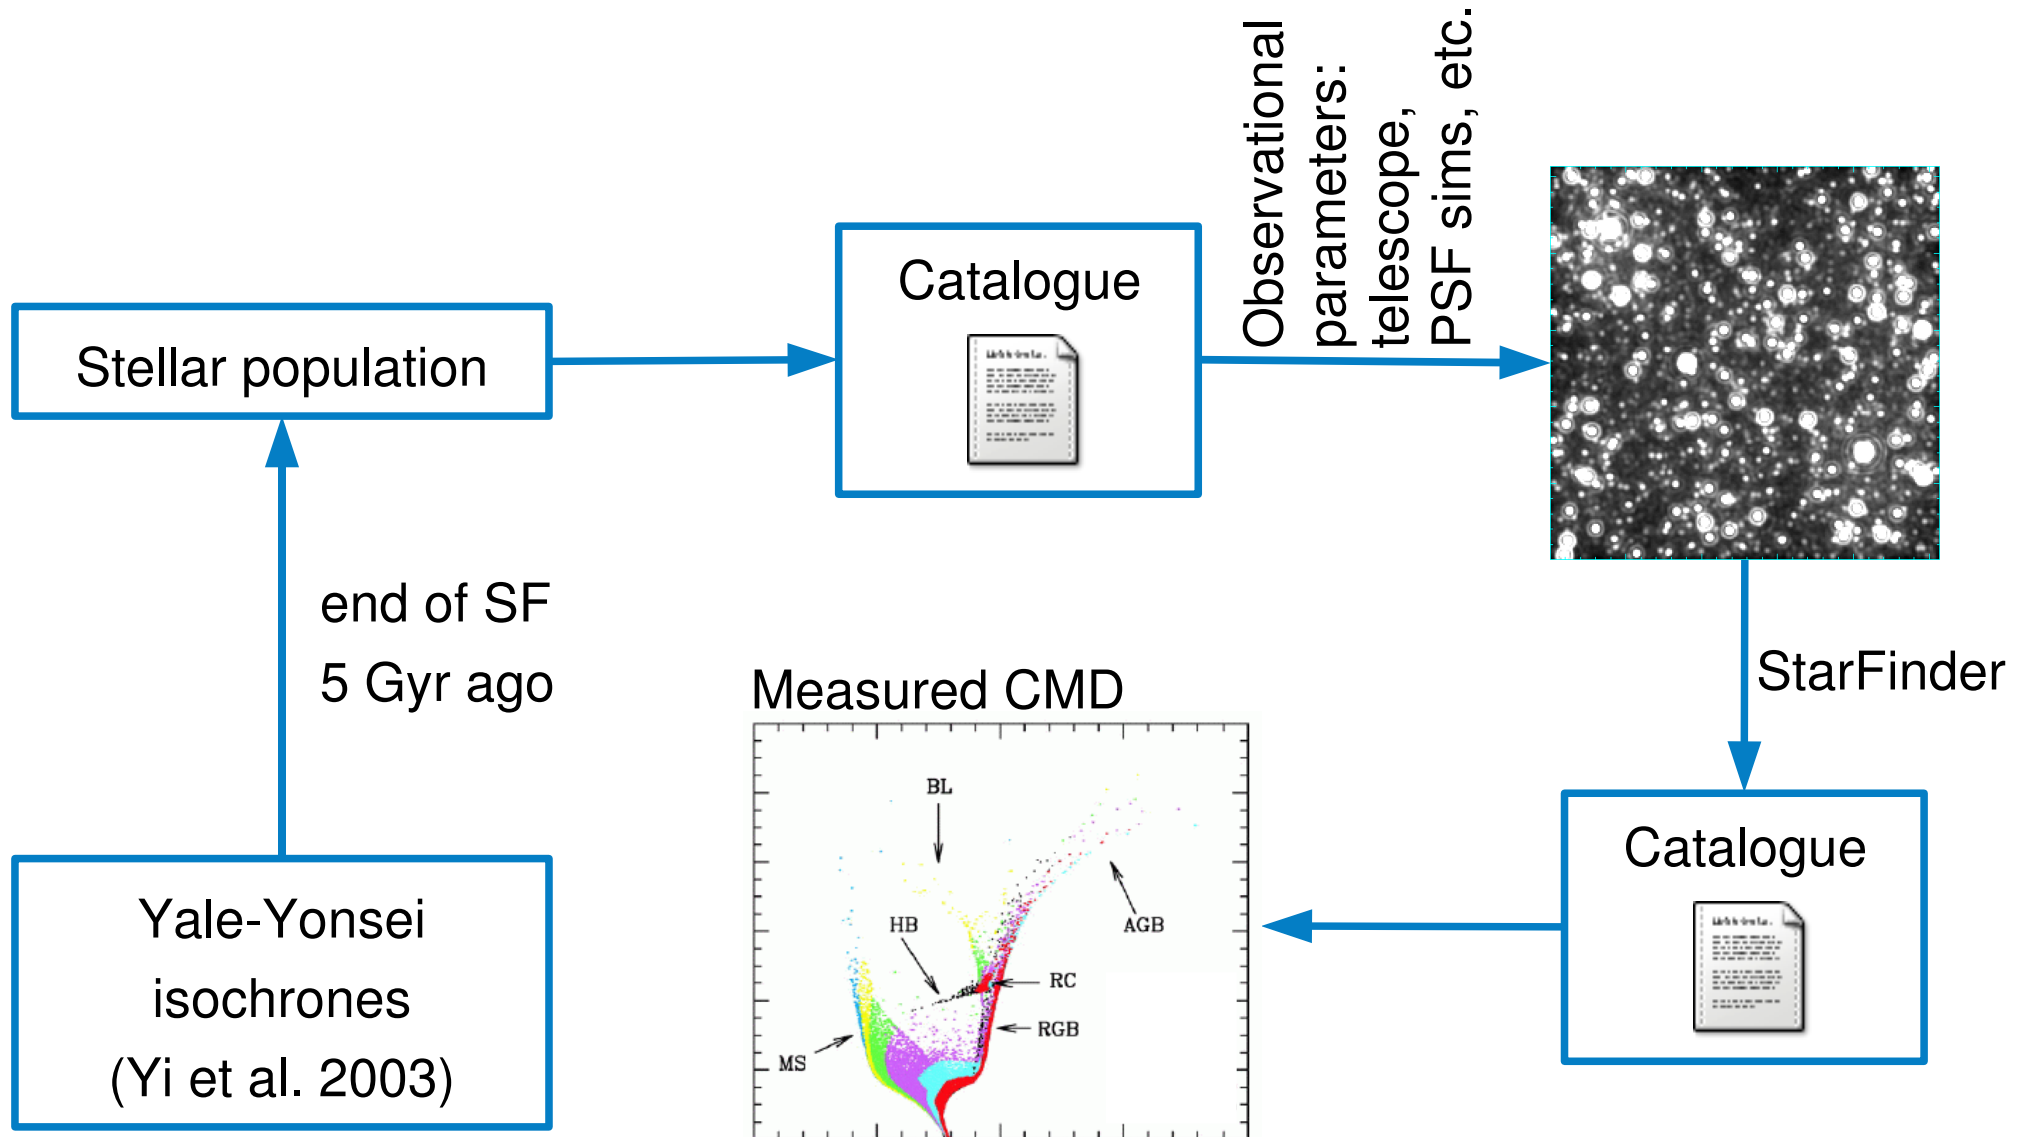 Observational
parameters:
telescope,
PSF sims, etc.
Catalogue
Stellar population
end of SF
5 Gyr ago
StarFinder
Measured CMD
BL
HB
AGB
RC
RGB
MS
Catalogue
Yale-Yonsei
isochrones
(Yi et al. 2003)